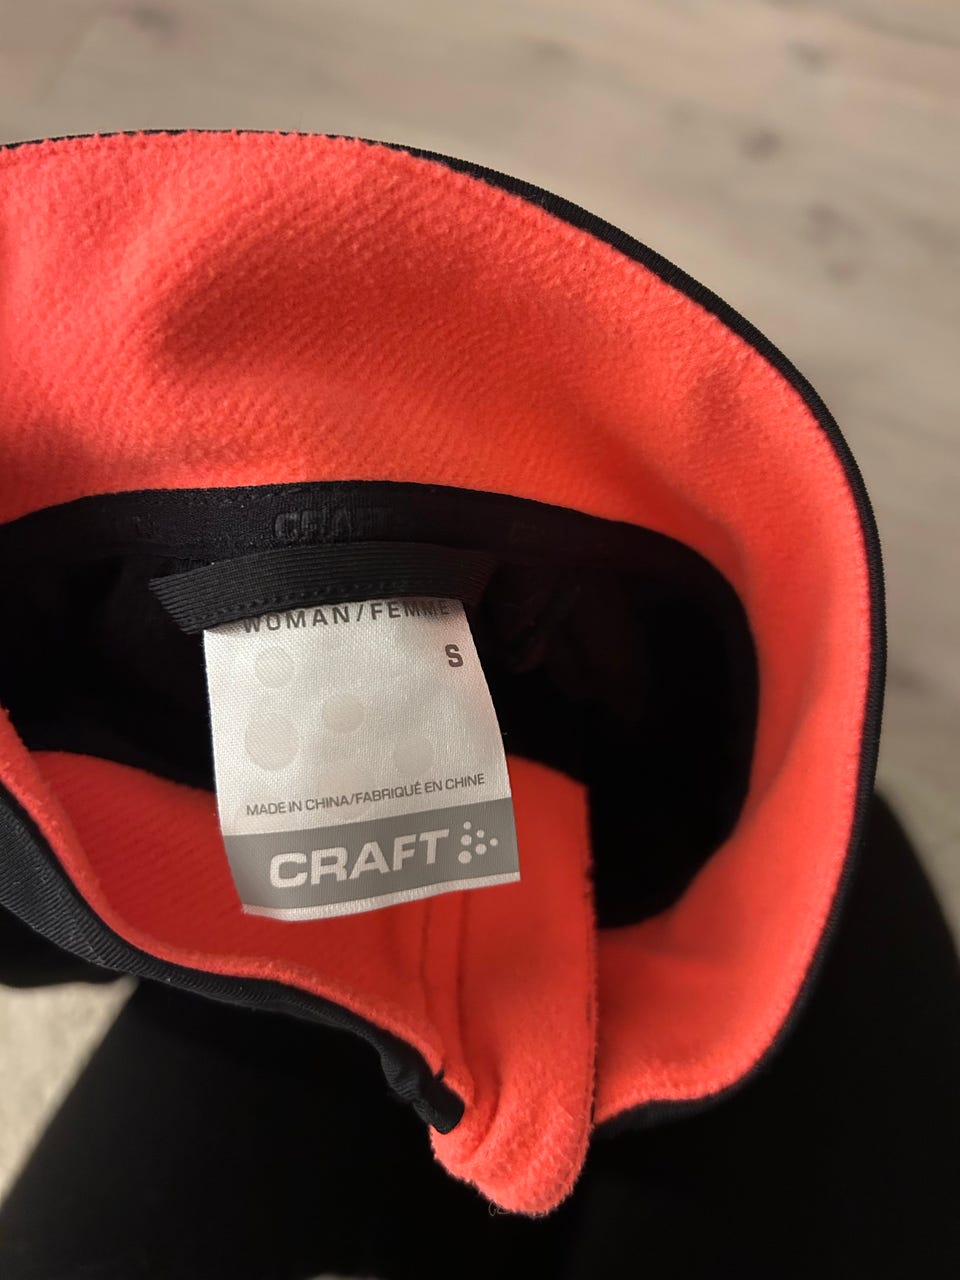 CRAFT
WOMAN/FEMME
S
MADE IN CHINA/FABRIQUÉ EN CHINE
CRAFT